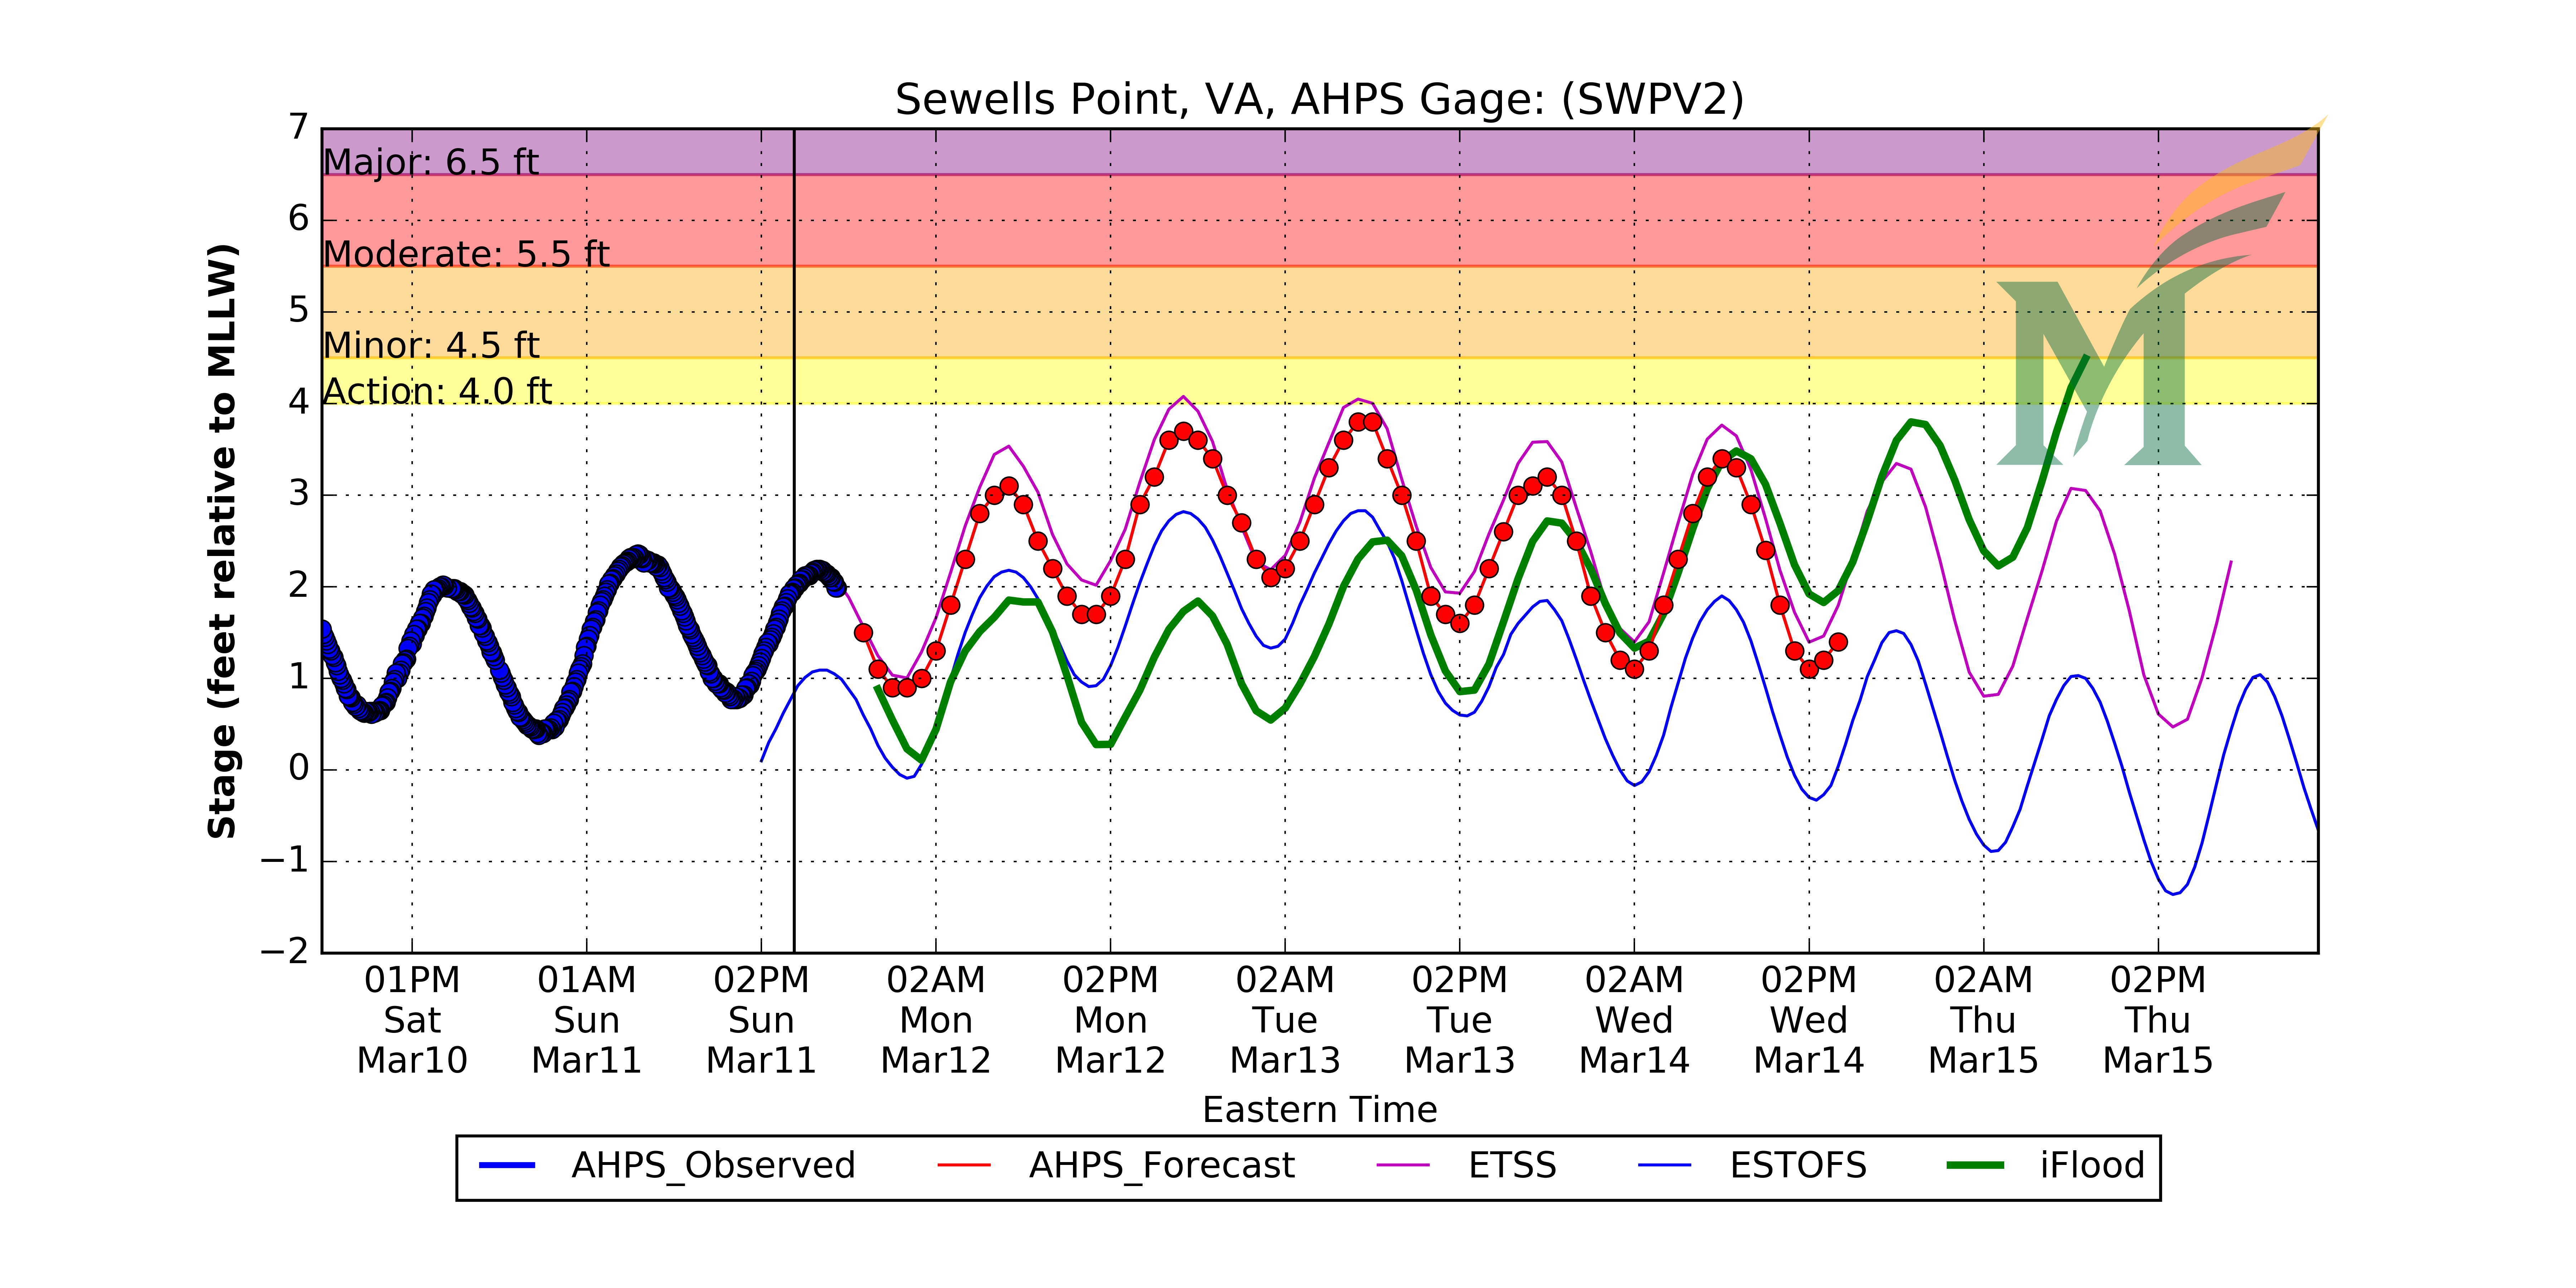 Sewells Point, VA, AHPS Gage: (SWPV2)
Stage (feet relative to MLLW)
7
6
5
4
3
2
1
0
−1
−2
Major: 6.5 ft
Moderate: 5.5 ft
Minor: 4.5 ft
Action: 4.0 ft
M
01PM 01AM 02PM 02AM 02PM 02AM 02PM 02AM 02PM 02AM 02PM
Sat Sun Sun Mon Mon Tue Tue Wed Wed Thu Thu
Mar10 Mar11 Mar11 Mar12 Mar12 Mar13 Mar13 Mar14 Mar14 Mar15 Mar15
Eastern Time
AHPS_Observed AHPS_Forecast ETSS ESTOFS iFlood